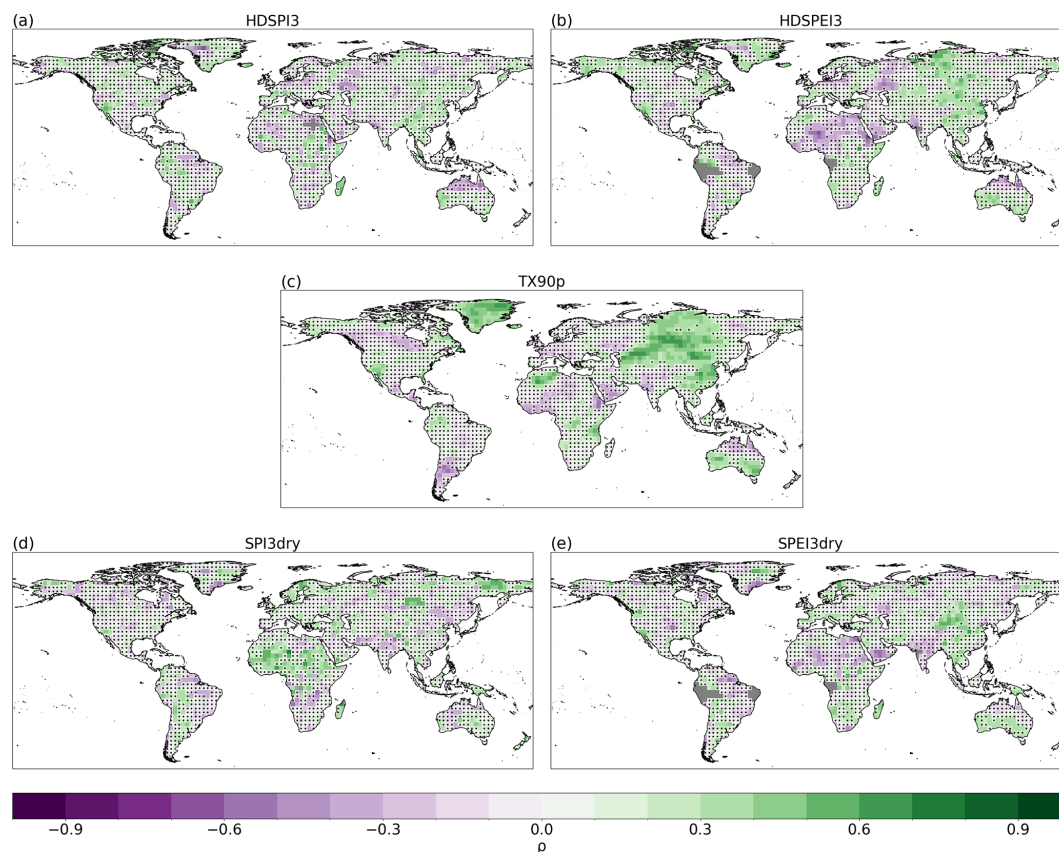 (a) HDSPI3
(b) HDSPEI3
(c) TX90p
(d) SPI3dry
(e) SPEI3dry
−0.9 −0.6 −0.3 0.0 0.3 0.6 0.9
ρ